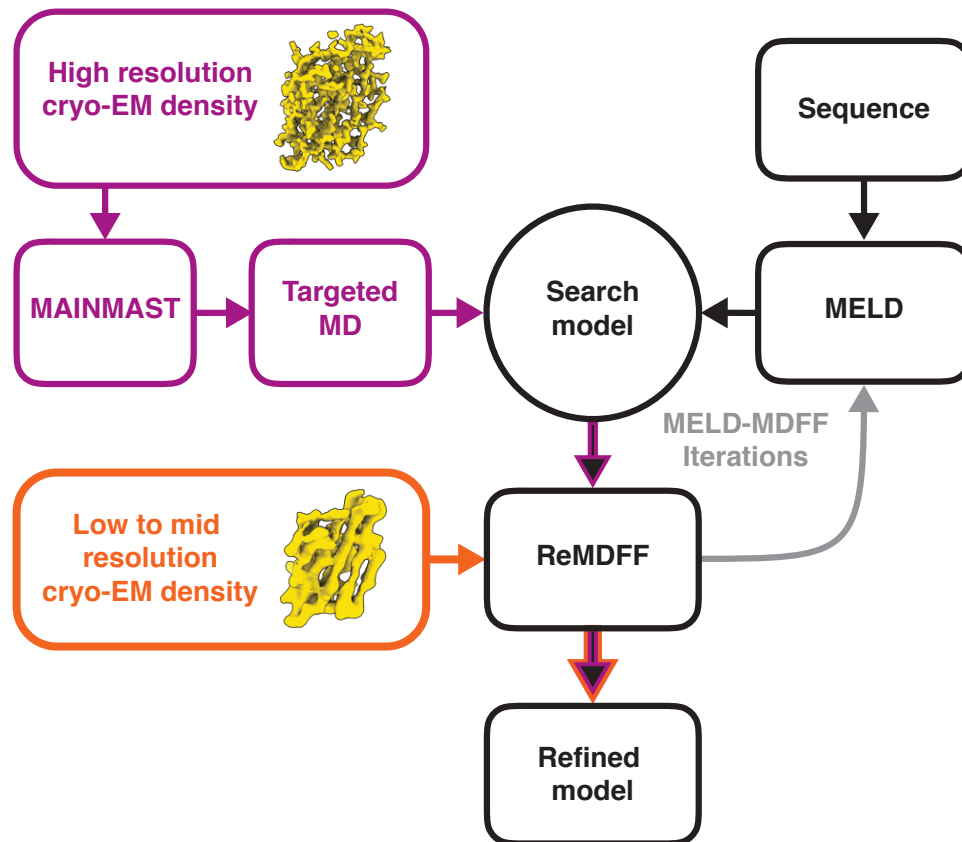 High resolution
cryo-EM density
Sequence
MAINMAST
Targeted
MD
Search
model
MELD
MELD-MDFF
Iterations
Low to mid
resolution
cryo-EM density
ReMDFF
Refined
model